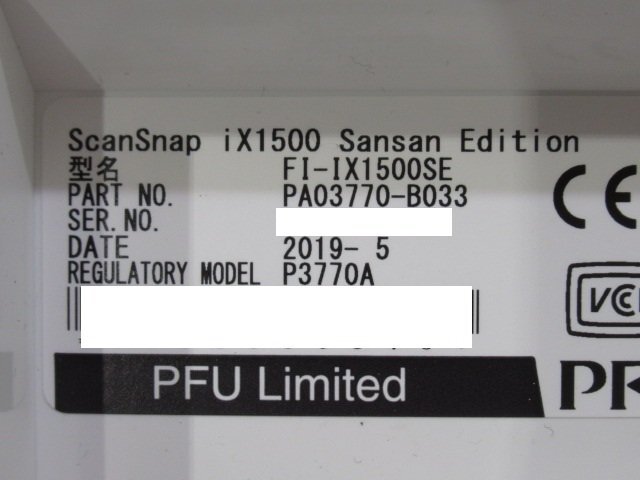 ScanSnap iX1500 Sansan Edition
型名 FI-IX1500SE
PART NO. PA03770-B033
SER.NO.
DATE 2019- 5
REGULATORY MODEL P3770A
PFU Limited